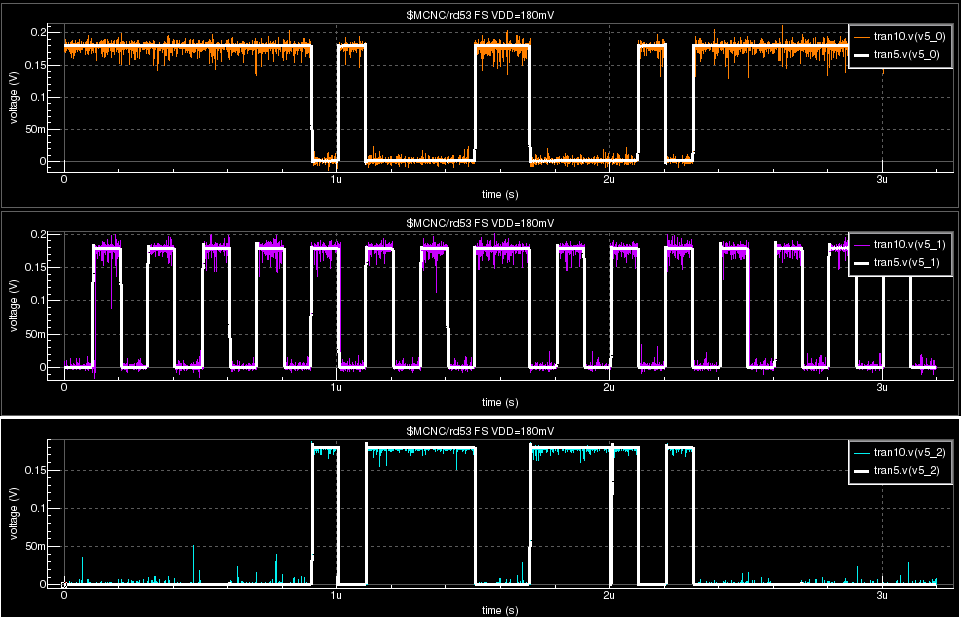 $MCNC/rd53 FS VDD=180mV
tran10.v(v5_0)
tran5.v(v5_0)
0.2
0.15
0.1
50m
0
voltage (V)
0 1u 2u 3u
time (s)
$MCNC/rd53 FS VDD=180mV
tran10.v(v5_1)
tran5.v(v5_1)
0.2
0.15
0.1
50m
0
voltage (V)
0 1u 2u 3u
time (s)
$MCNC/rd53 FS VDD=180mV
tran10.v(v5_2)
tran5.v(v5_2)
0.15
0.1
50m
0
voltage (V)
0 1u 2u 3u
time (s)